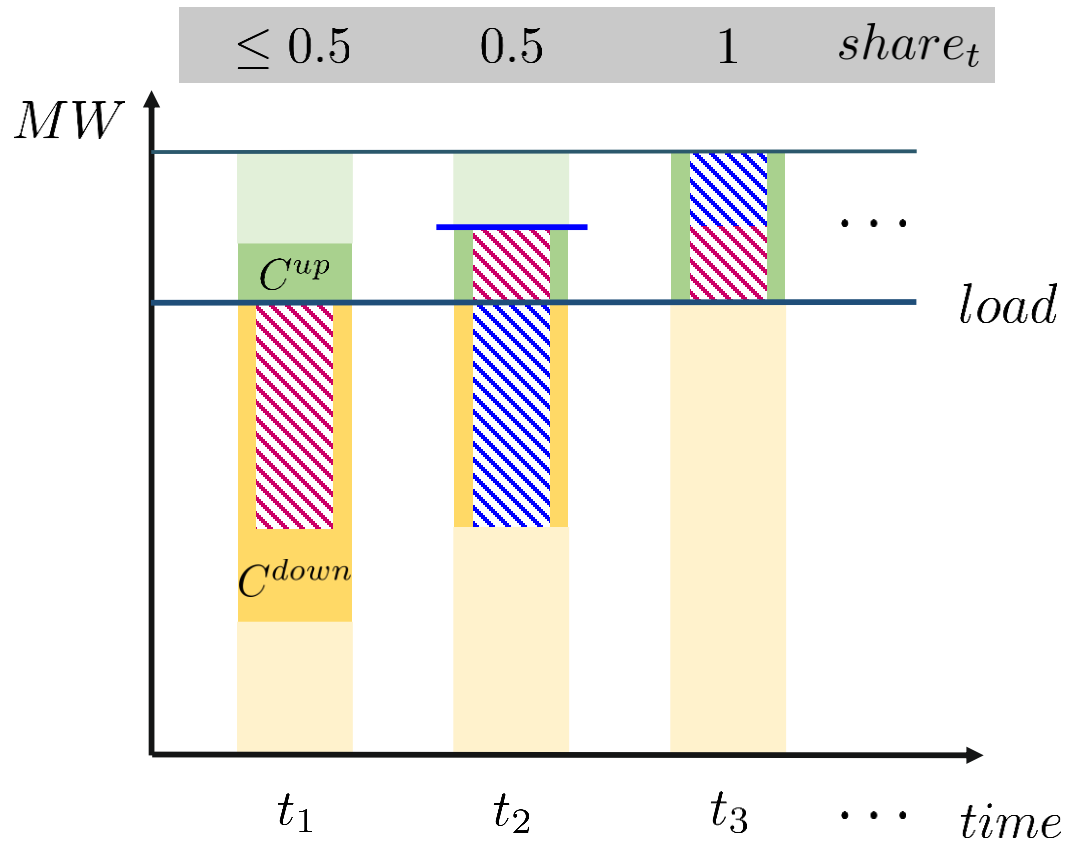 ≤ 0.5 0.5 1 share_t
MW
C^{up}
load
C^{down}
t_1 t_2 t_3 ··· time
···